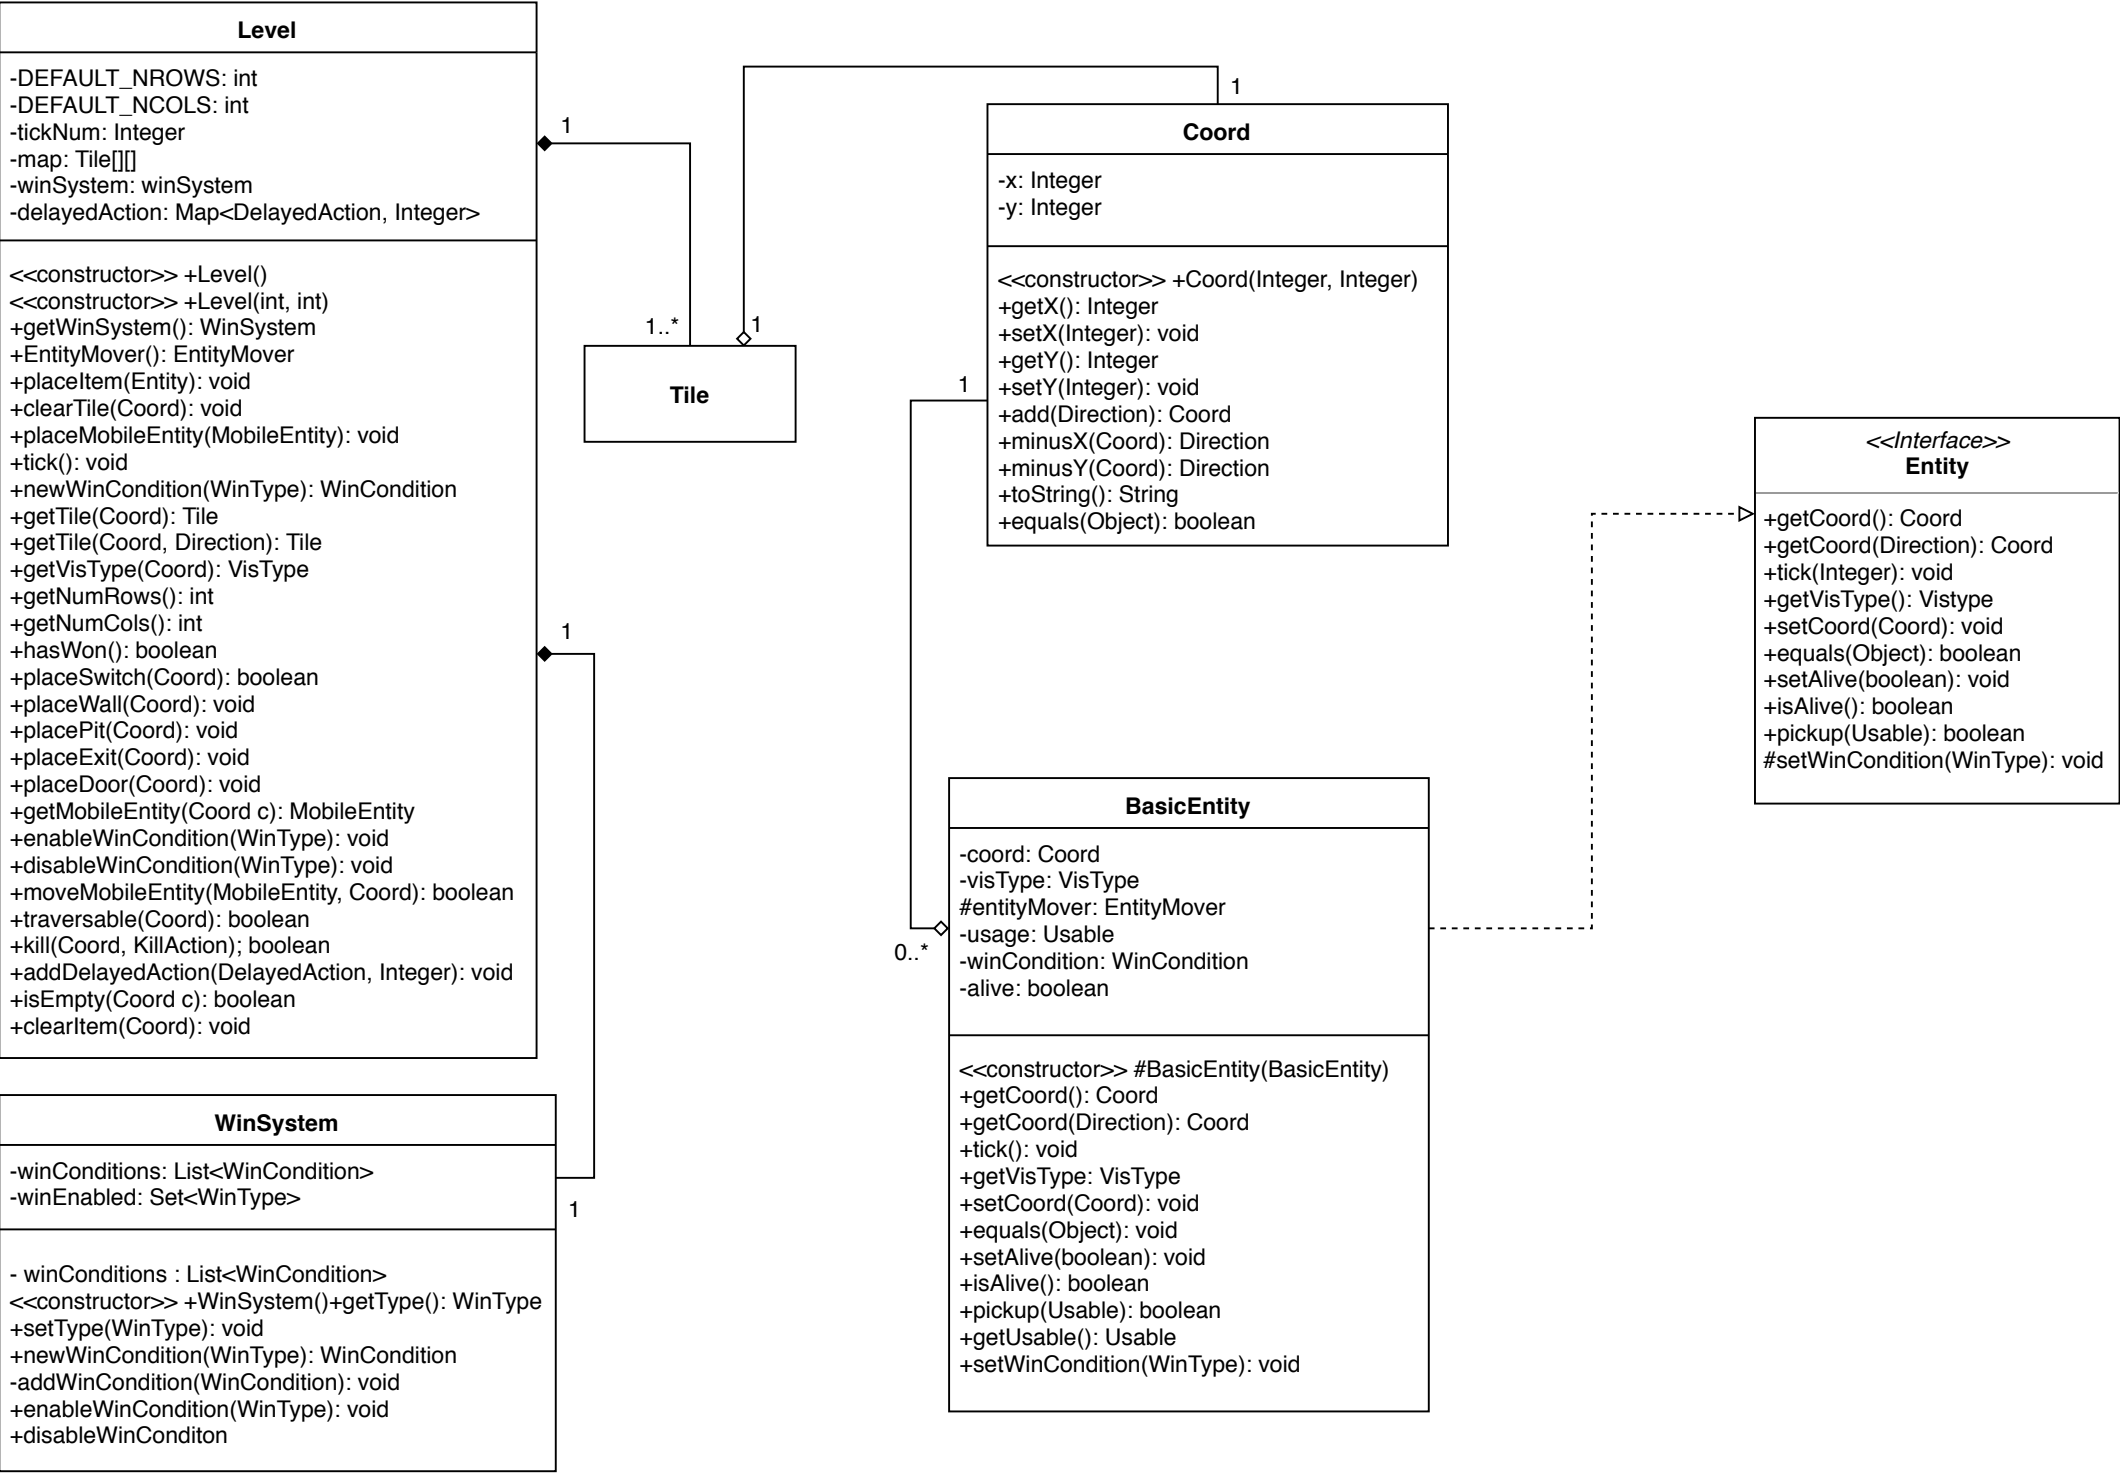 Level
-DEFAULT_NROWS: int
-DEFAULT_NCOLS: int
-tickNum: Integer
-map: Tile[][]
-winSystem: winSystem
-delayedAction: Map<DelayedAction, Integer>
<<constructor>> +Level()
<<constructor>> +Level(int, int)
+getWinSystem(): WinSystem
+EntityMover(): EntityMover
+placeItem(Entity): void
+clearTile(Coord): void
+placeMobileEntity(MobileEntity): void
+tick(): void
+newWinCondition(WinType): WinCondition
+getTile(Coord): Tile
+getTile(Coord, Direction): Tile
+getVisType(Coord): VisType
+getNumRows(): int
+getNumCols(): int
+hasWon(): boolean
+placeSwitch(Coord): boolean
+placeWall(Coord): void
+placePit(Coord): void
+placeExit(Coord): void
+placeDoor(Coord): void
+getMobileEntity(Coord c): MobileEntity
+enableWinCondition(WinType): void
+disableWinCondition(WinType): void
+moveMobileEntity(MobileEntity, Coord): boolean
+traversable(Coord): boolean
+kill(Coord, KillAction); boolean
+addDelayedAction(DelayedAction, Integer): void
+isEmpty(Coord c): boolean
+clearItem(Coord): void
1
1..*
1
1
Tile
1
1
WinSystem
-winConditions: List<WinCondition>
-winEnabled: Set<WinType>
- winConditions : List<WinCondition>
<<constructor>> +WinSystem()+getType(): WinType
+setType(WinType): void
+newWinCondition(WinType): WinCondition
-addWinCondition(WinCondition): void
+enableWinCondition(WinType): void
+disableWinConditon
Coord
-x: Integer
-y: Integer
<<constructor>> +Coord(Integer, Integer)
+getX(): Integer
+setX(Integer): void
+getY(): Integer
+setY(Integer): void
+add(Direction): Coord
+minusX(Coord): Direction
+minusY(Coord): Direction
+toString(): String
+equals(Object): boolean
1
0..*
BasicEntity
-coord: Coord
-visType: VisType
#entityMover: EntityMover
-usage: Usable
-winCondition: WinCondition
-alive: boolean
<<constructor>> #BasicEntity(BasicEntity)
+getCoord(): Coord
+getCoord(Direction): Coord
+tick(): void
+getVisType: VisType
+setCoord(Coord): void
+equals(Object): void
+setAlive(boolean): void
+isAlive(): boolean
+pickup(Usable): boolean
+getUsable(): Usable
+setWinCondition(WinType): void
<<Interface>>
Entity
+getCoord(): Coord
+getCoord(Direction): Coord
+tick(Integer): void
+getVisType(): Vistype
+setCoord(Coord): void
+equals(Object): boolean
+setAlive(boolean): void
+isAlive(): boolean
+pickup(Usable): boolean
#setWinCondition(WinType): void